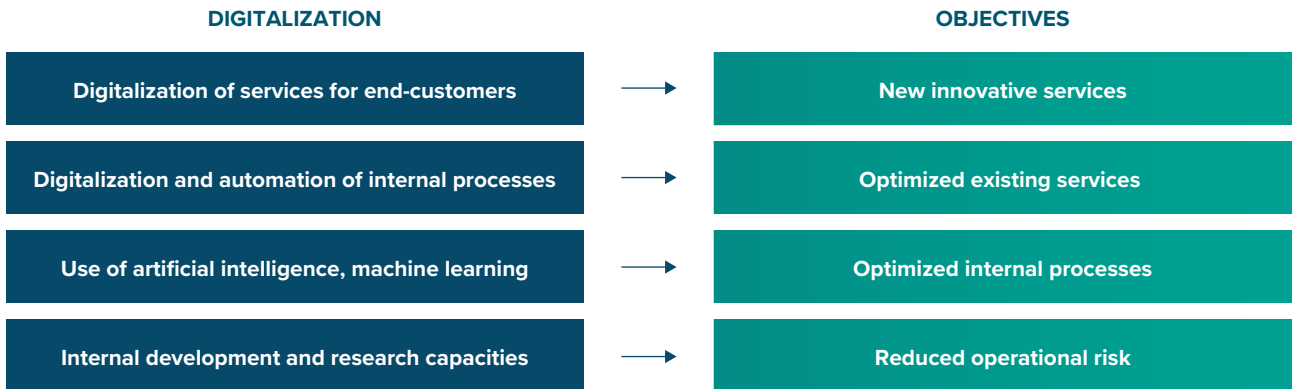 DIGITALIZATION
OBJECTIVES
Digitalization of services for end-customers
New innovative services
Digitalization and automation of internal processes
Optimized existing services
Use of artificial intelligence, machine learning
Optimized internal processes
Internal development and research capacities
Reduced operational risk